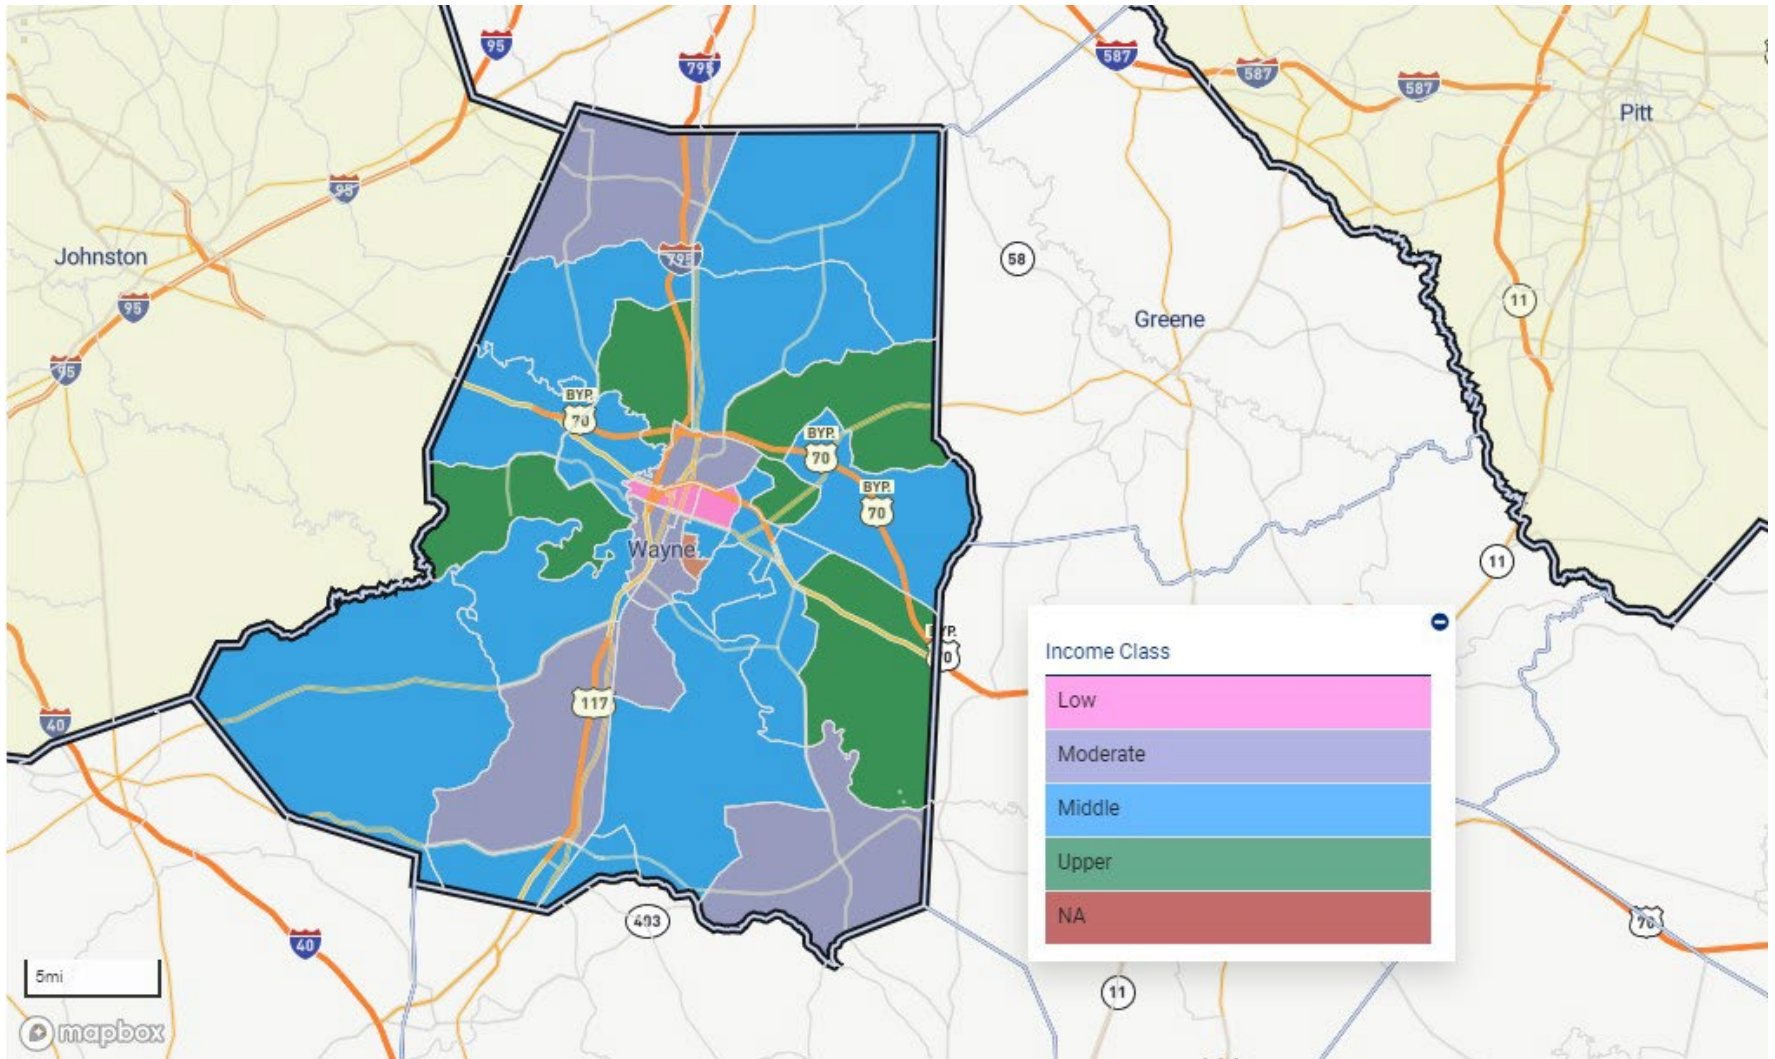 95
795
587
587
587
Pitt
95
Johnston
795
58
11
95
Greene
95
BYP.
70
BYP.
70
BYP.
70
Wayne
11
BYP.
70
Income Class
Low
Moderate
Middle
Upper
NA
117
40
403
70
40
5mi
11
mapbox